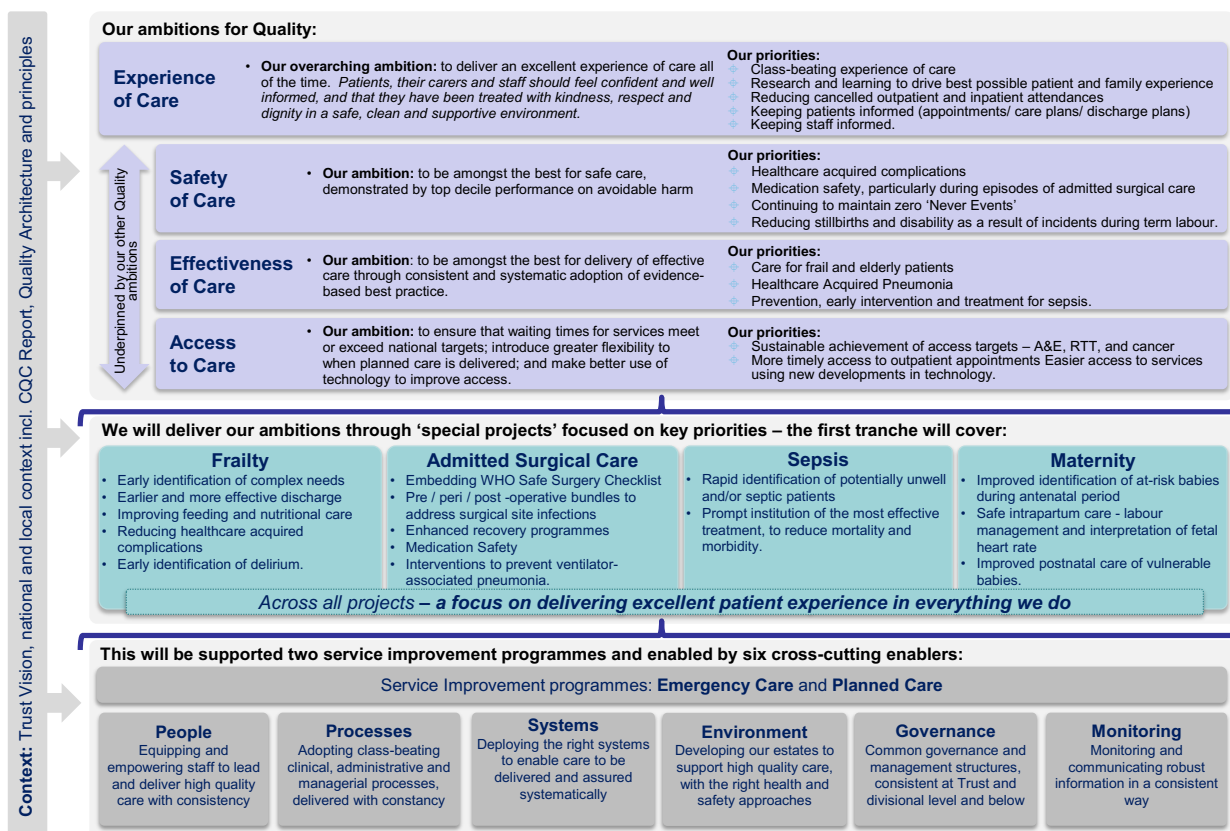 Context: Trust Vision, national and local context incl. CQC Report, Quality Architecture and principles
Our ambitions for Quality:
Experience
of Care
• Our overarching ambition: to deliver an excellent experience of care all
of the time. Patients, their carers and staff should feel confident and well
informed, and that they have been treated with kindness, respect and
dignity in a safe, clean and supportive environment.
Our priorities:
Class-beating experience of care
Research and learning to drive best possible patient and family experience
Reducing cancelled outpatient and inpatient attendances
Keeping patients informed (appointments/ care plans/ discharge plans)
Keeping staff informed.
Underpinned by our other Quality
ambitions
Safety
of Care
• Our ambition: to be amongst the best for safe care,
demonstrated by top decile performance on avoidable harm
Our priorities:
Healthcare acquired complications
Medication safety, particularly during episodes of admitted surgical care
Continuing to maintain zero ‘Never Events’
Reducing stillbirths and disability as a result of incidents during term labour.
Effectiveness
of Care
• Our ambition: to be amongst the best for delivery of effective
care through consistent and systematic adoption of evidence-
based best practice.
Our priorities:
Care for frail and elderly patients
Healthcare Acquired Pneumonia
Prevention, early intervention and treatment for sepsis.
Access
to Care
• Our ambition: to ensure that waiting times for services meet
or exceed national targets; introduce greater flexibility to
when planned care is delivered; and make better use of
technology to improve access.
Our priorities:
Sustainable achievement of access targets – A&E, RTT, and cancer
More timely access to outpatient appointments Easier access to services
using new developments in technology.
We will deliver our ambitions through ‘special projects’ focused on key priorities – the first tranche will cover:
Frailty
• Early identification of complex needs
• Earlier and more effective discharge
• Improving feeding and nutritional care
• Reducing healthcare acquired
complications
• Early identification of delirium.
Admitted Surgical Care
• Embedding WHO Safe Surgery Checklist
• Pre / peri / post -operative bundles to
address surgical site infections
• Enhanced recovery programmes
• Medication Safety
• Interventions to prevent ventilator-
associated pneumonia.
Sepsis
• Rapid identification of potentially unwell
and/or septic patients
• Prompt institution of the most effective
treatment, to reduce mortality and
morbidity.
Maternity
• Improved identification of at-risk babies
during antenatal period
• Safe intrapartum care - labour
management and interpretation of fetal
heart rate
• Improved postnatal care of vulnerable
babies.
Across all projects – a focus on delivering excellent patient experience in everything we do
This will be supported two service improvement programmes and enabled by six cross-cutting enablers:
Service Improvement programmes: Emergency Care and Planned Care
People
Equipping and
empowering staff to lead
and deliver high quality
care with consistency
Processes
Adopting class-beating
clinical, administrative and
managerial processes,
delivered with constancy
Systems
Deploying the right systems
to enable care to be
delivered and assured
systematically
Environment
Developing our estates to
support high quality care,
with the right health and
safety approaches
Governance
Common governance and
management structures,
consistent at Trust and
divisional level and below
Monitoring
Monitoring and
communicating robust
information in a consistent
way